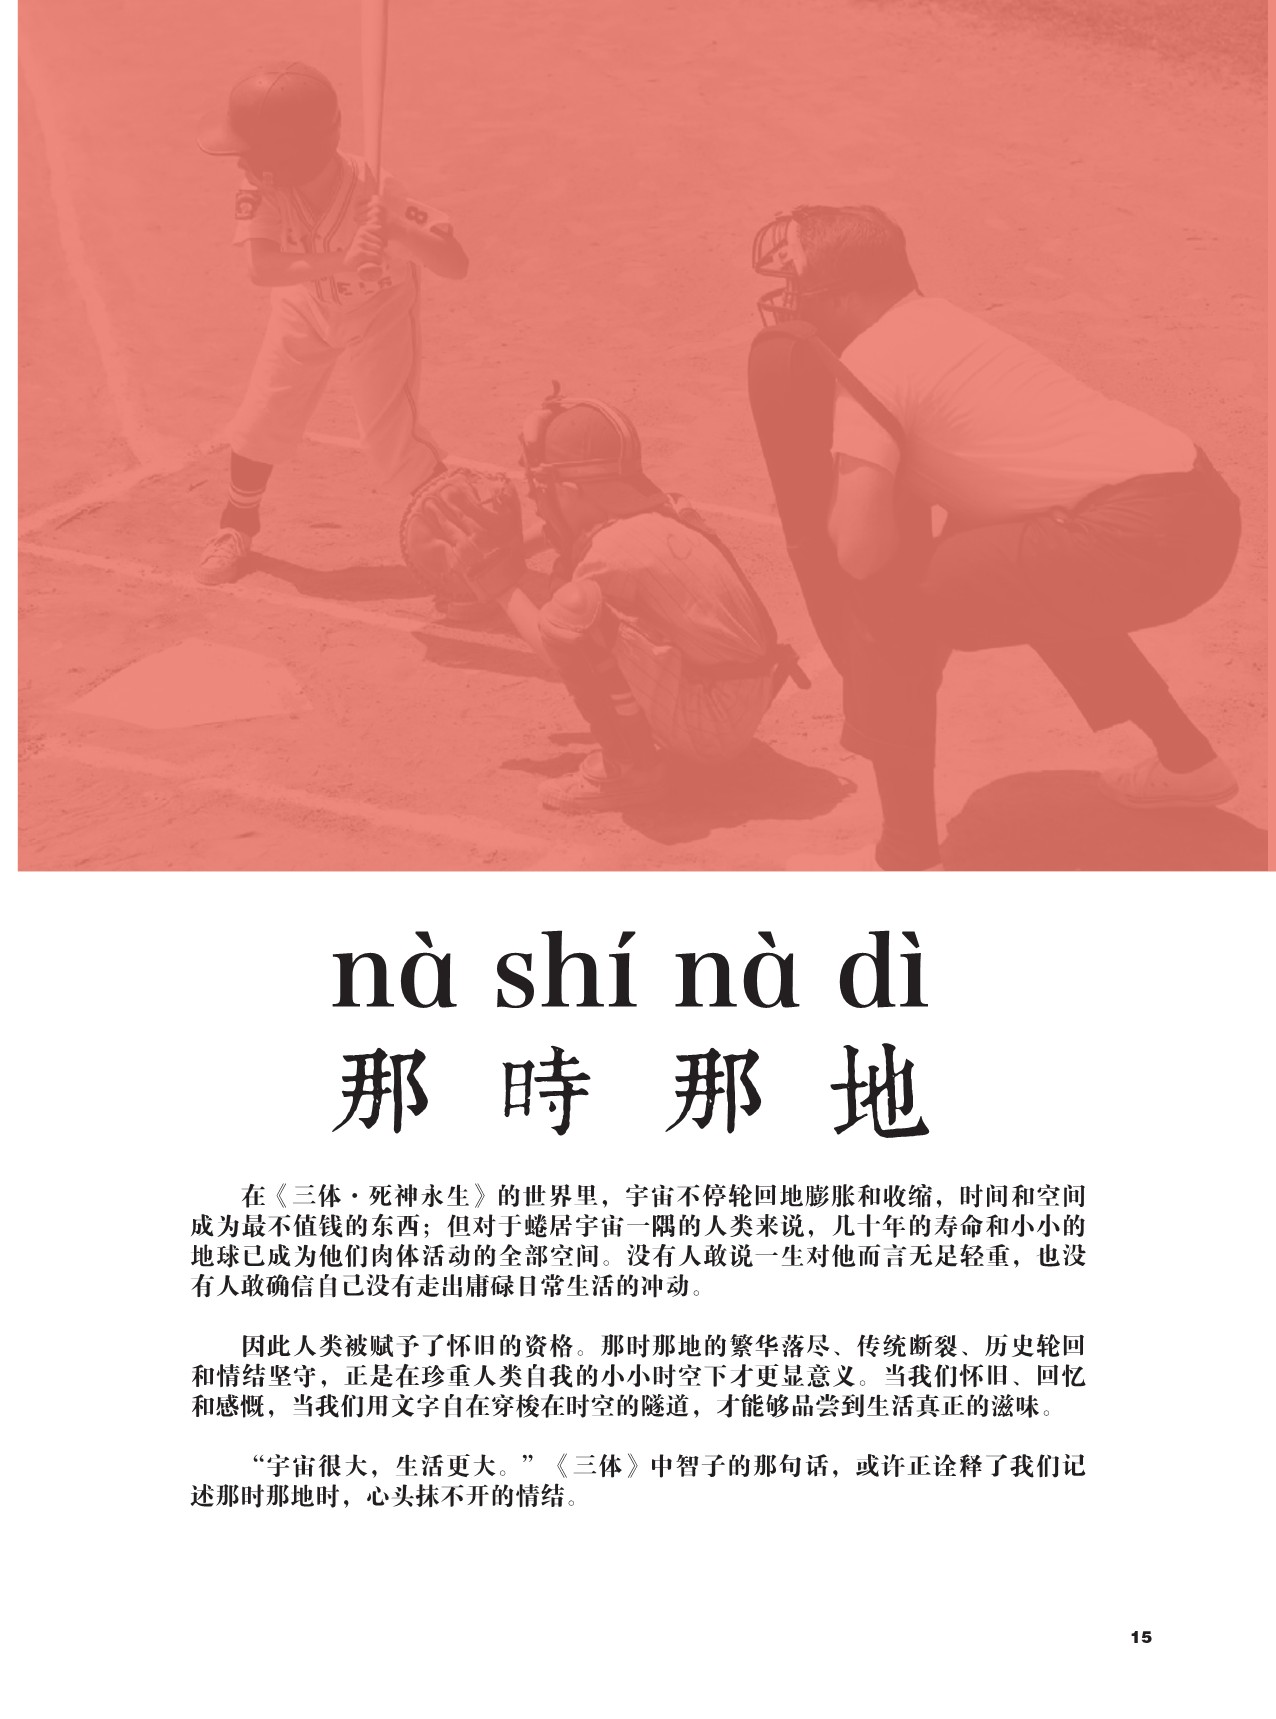 8
nà shí nà dì
那 時 那 地
在《三体·死神永生》的世界里，宇宙不停轮回地膨胀和收缩，时间和空间
成为最不值钱的东西；但对于蜷居宇宙一隅的人类来说，几十年的寿命和小小的
地球已成为他们肉体活动的全部空间。没有人敢说一生对他而言无足轻重，也没
有人敢确信自己没有走出庸碌日常生活的冲动。
因此人类被赋予了怀旧的资格。那时那地的繁华落尽、传统断裂、历史轮回
和情结坚守，正是在珍重人类自我的小小时空下才更显意义。当我们怀旧、回忆
和感慨，当我们用文字自在穿梭在时空的隧道，才能够品尝到生活真正的滋味。
“宇宙很大，生活更大。”《三体》中智子的那句话，或许正诠释了我们记
述那时那地时，心头抹不开的情结。
15